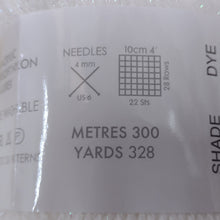 NEEDLES
10cm 4'
4 mm
US 6
28 Rows
22 Sts
METRES 300
YARDS 328
SHADE
DYE